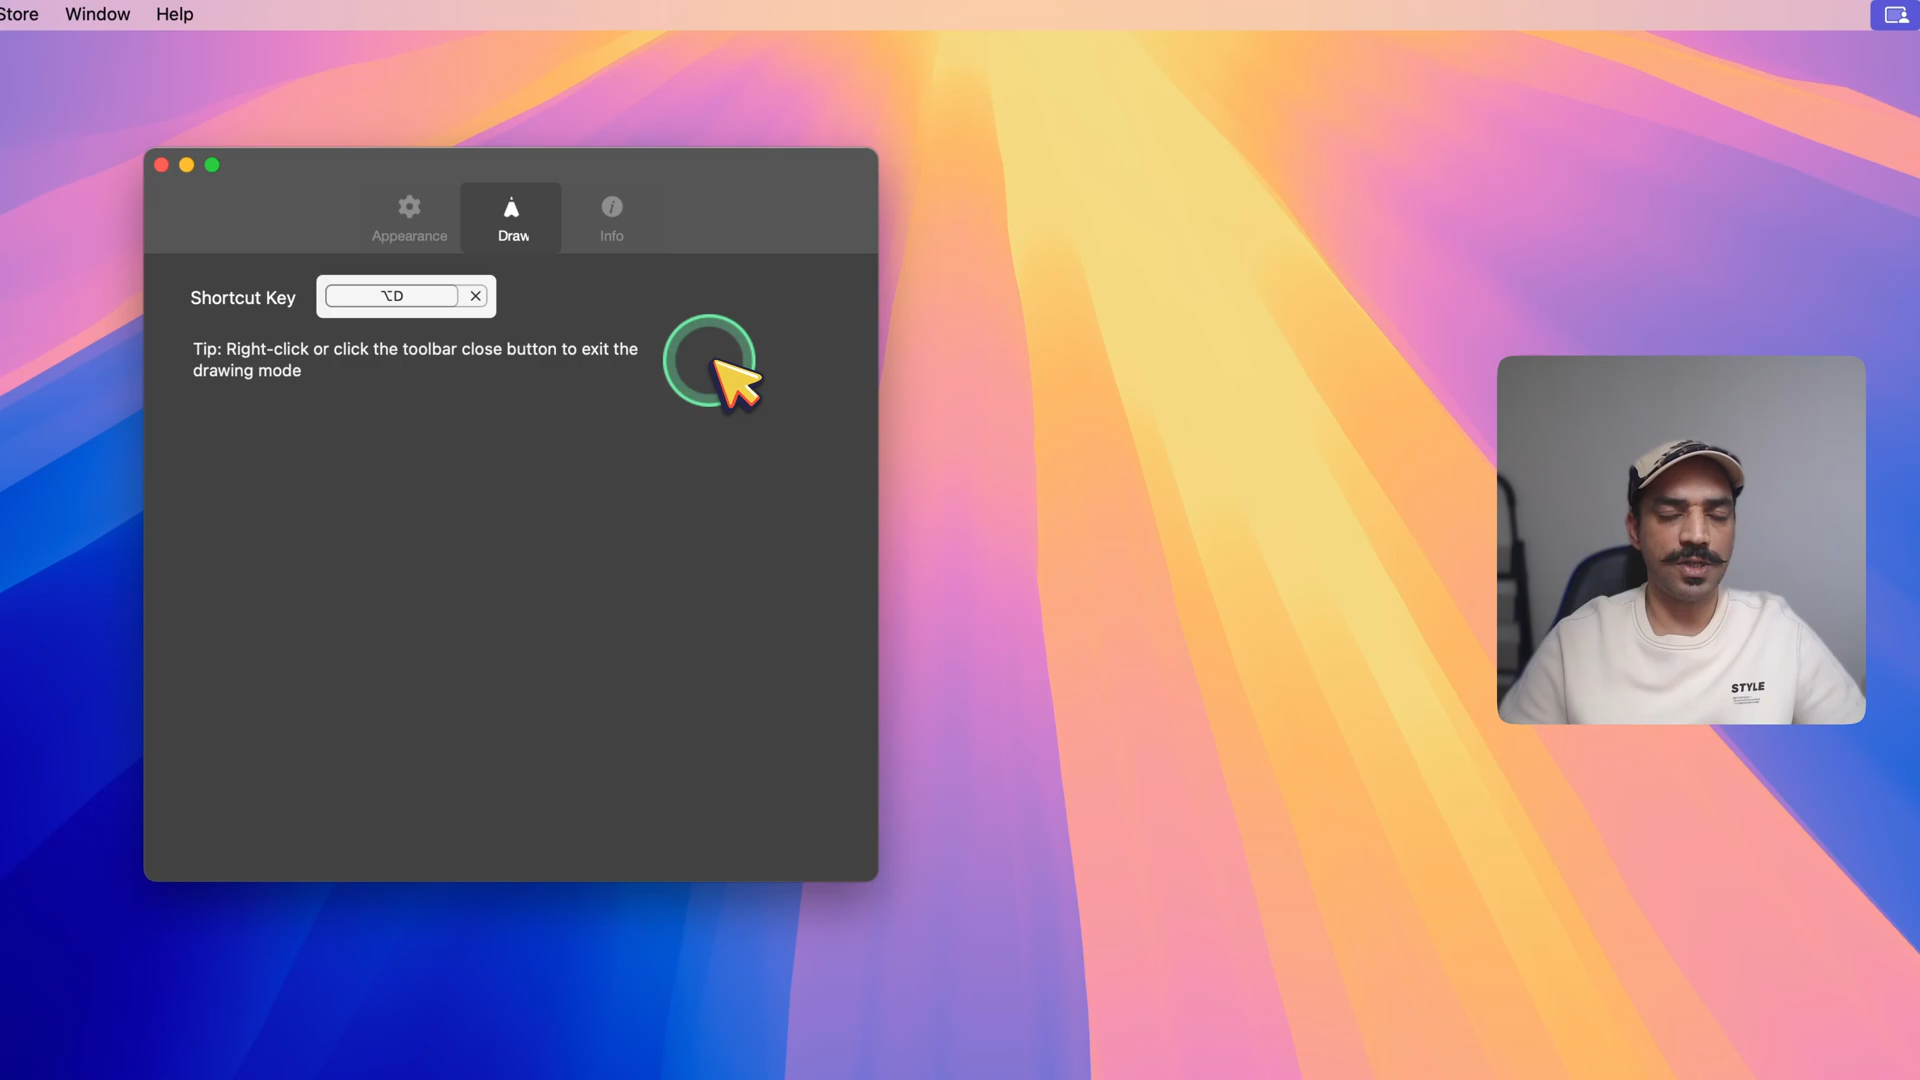 Store Window Help
Appearance Draw Info
Shortcut Key ⌥D
Tip: Right-click or click the toolbar close button to exit the
drawing mode
STYLE